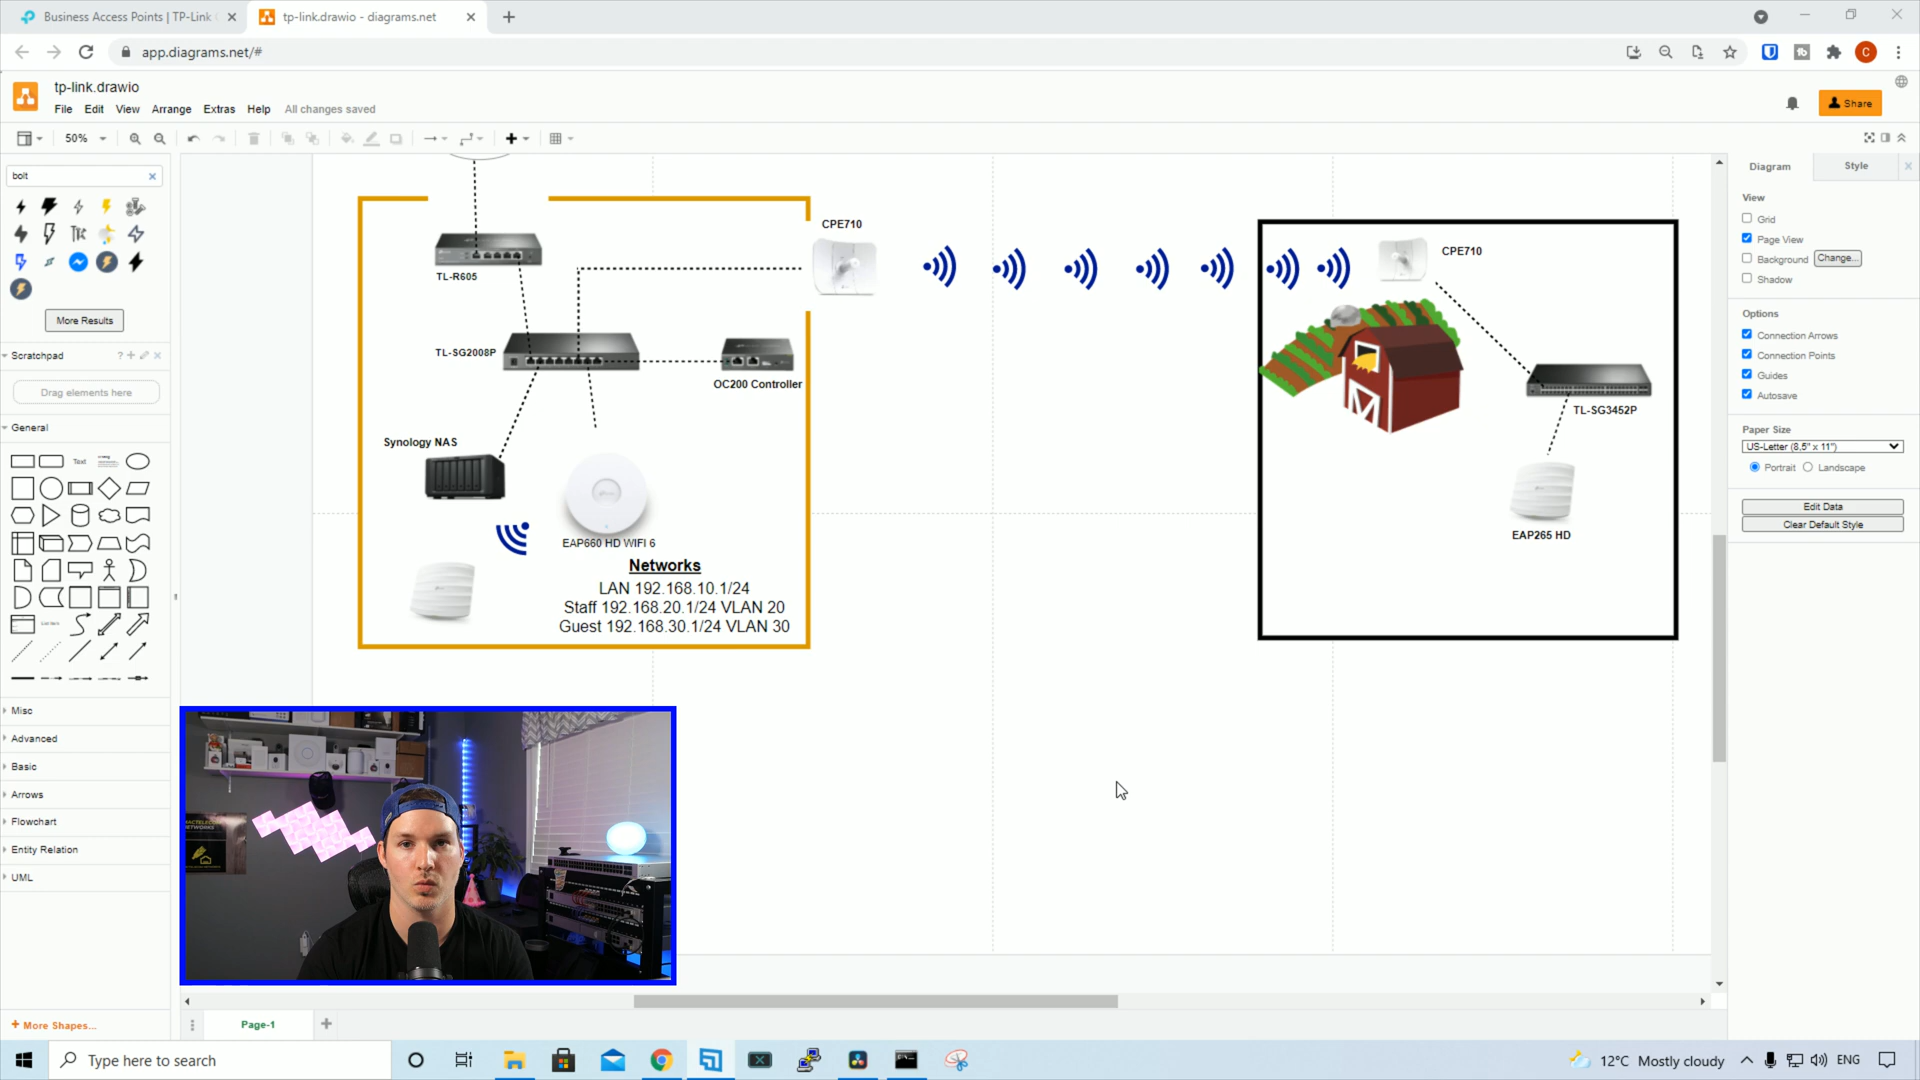 Business Access Points | TP-Link
tp-link.drawio - diagrams.net
app.diagrams.net/#
C
tp-link.drawio
File Edit View Arrange Extras Help All changes saved
Share
50%
bolt
More Results
Scratchpad
Drag elements here
General
Text
Misc
Advanced
Basic
Arrows
Flowchart
Entity Relation
UML
+ More Shapes...
TL-R605
TL-SG2008P
OC200 Controller
Synology NAS
EAP660 HD WIFI 6
Networks
LAN 192.168.10.1/24
Staff 192.168.20.1/24 VLAN 20
Guest 192.168.30.1/24 VLAN 30
CPE710
CPE710
TL-SG3452P
EAP265 HD
Diagram Style
View
Grid
Page View
Background Change...
Shadow
Options
Connection Arrows
Connection Points
Guides
Autosave
Paper Size
US-Letter (8,5" x 11")
Portrait Landscape
Edit Data
Clear Default Style
Page-1
Type here to search
12°C Mostly cloudy
ENG